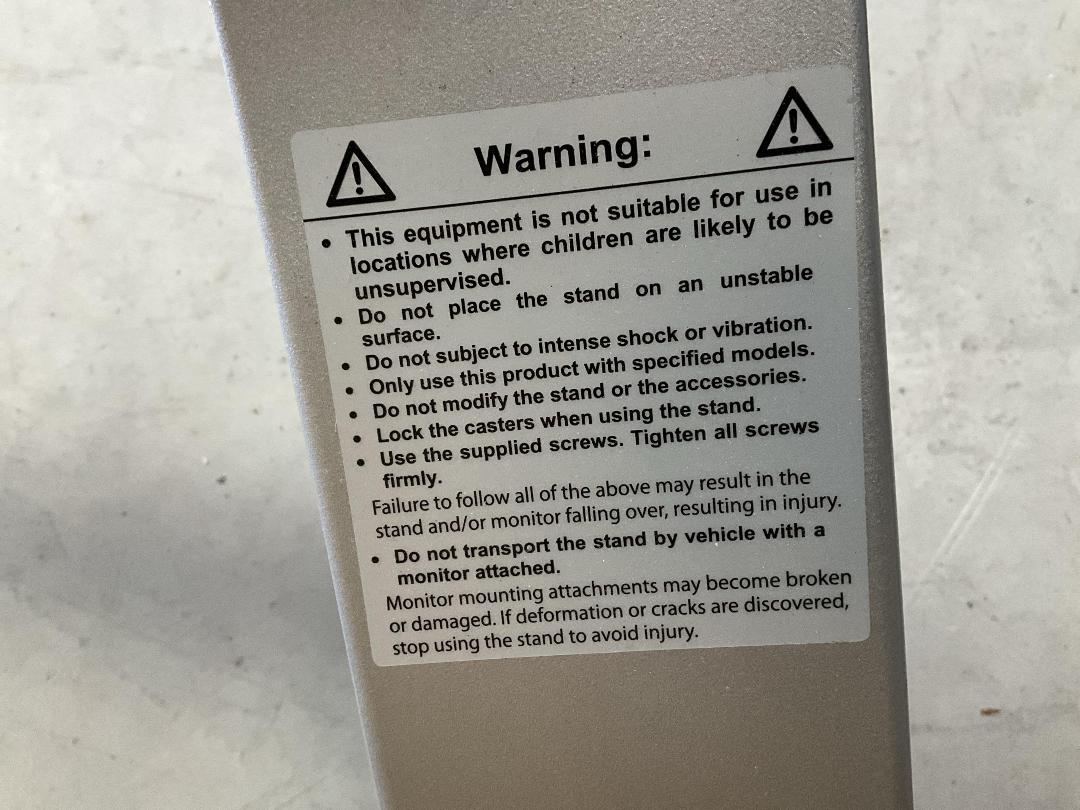 Warning:
• This equipment is not suitable for use in
locations where children are likely to be
unsupervised.
• Do not place the stand on an unstable
surface.
• Do not subject to intense shock or vibration.
• Only use this product with specified models.
• Do not modify the stand or the accessories.
• Lock the casters when using the stand.
• Use the supplied screws. Tighten all screws
firmly.
Failure to follow all of the above may result in the
stand and/or monitor falling over, resulting in injury.
• Do not transport the stand by vehicle with a
monitor attached.
Monitor mounting attachments may become broken
or damaged. If deformation or cracks are discovered,
stop using the stand to avoid injury.